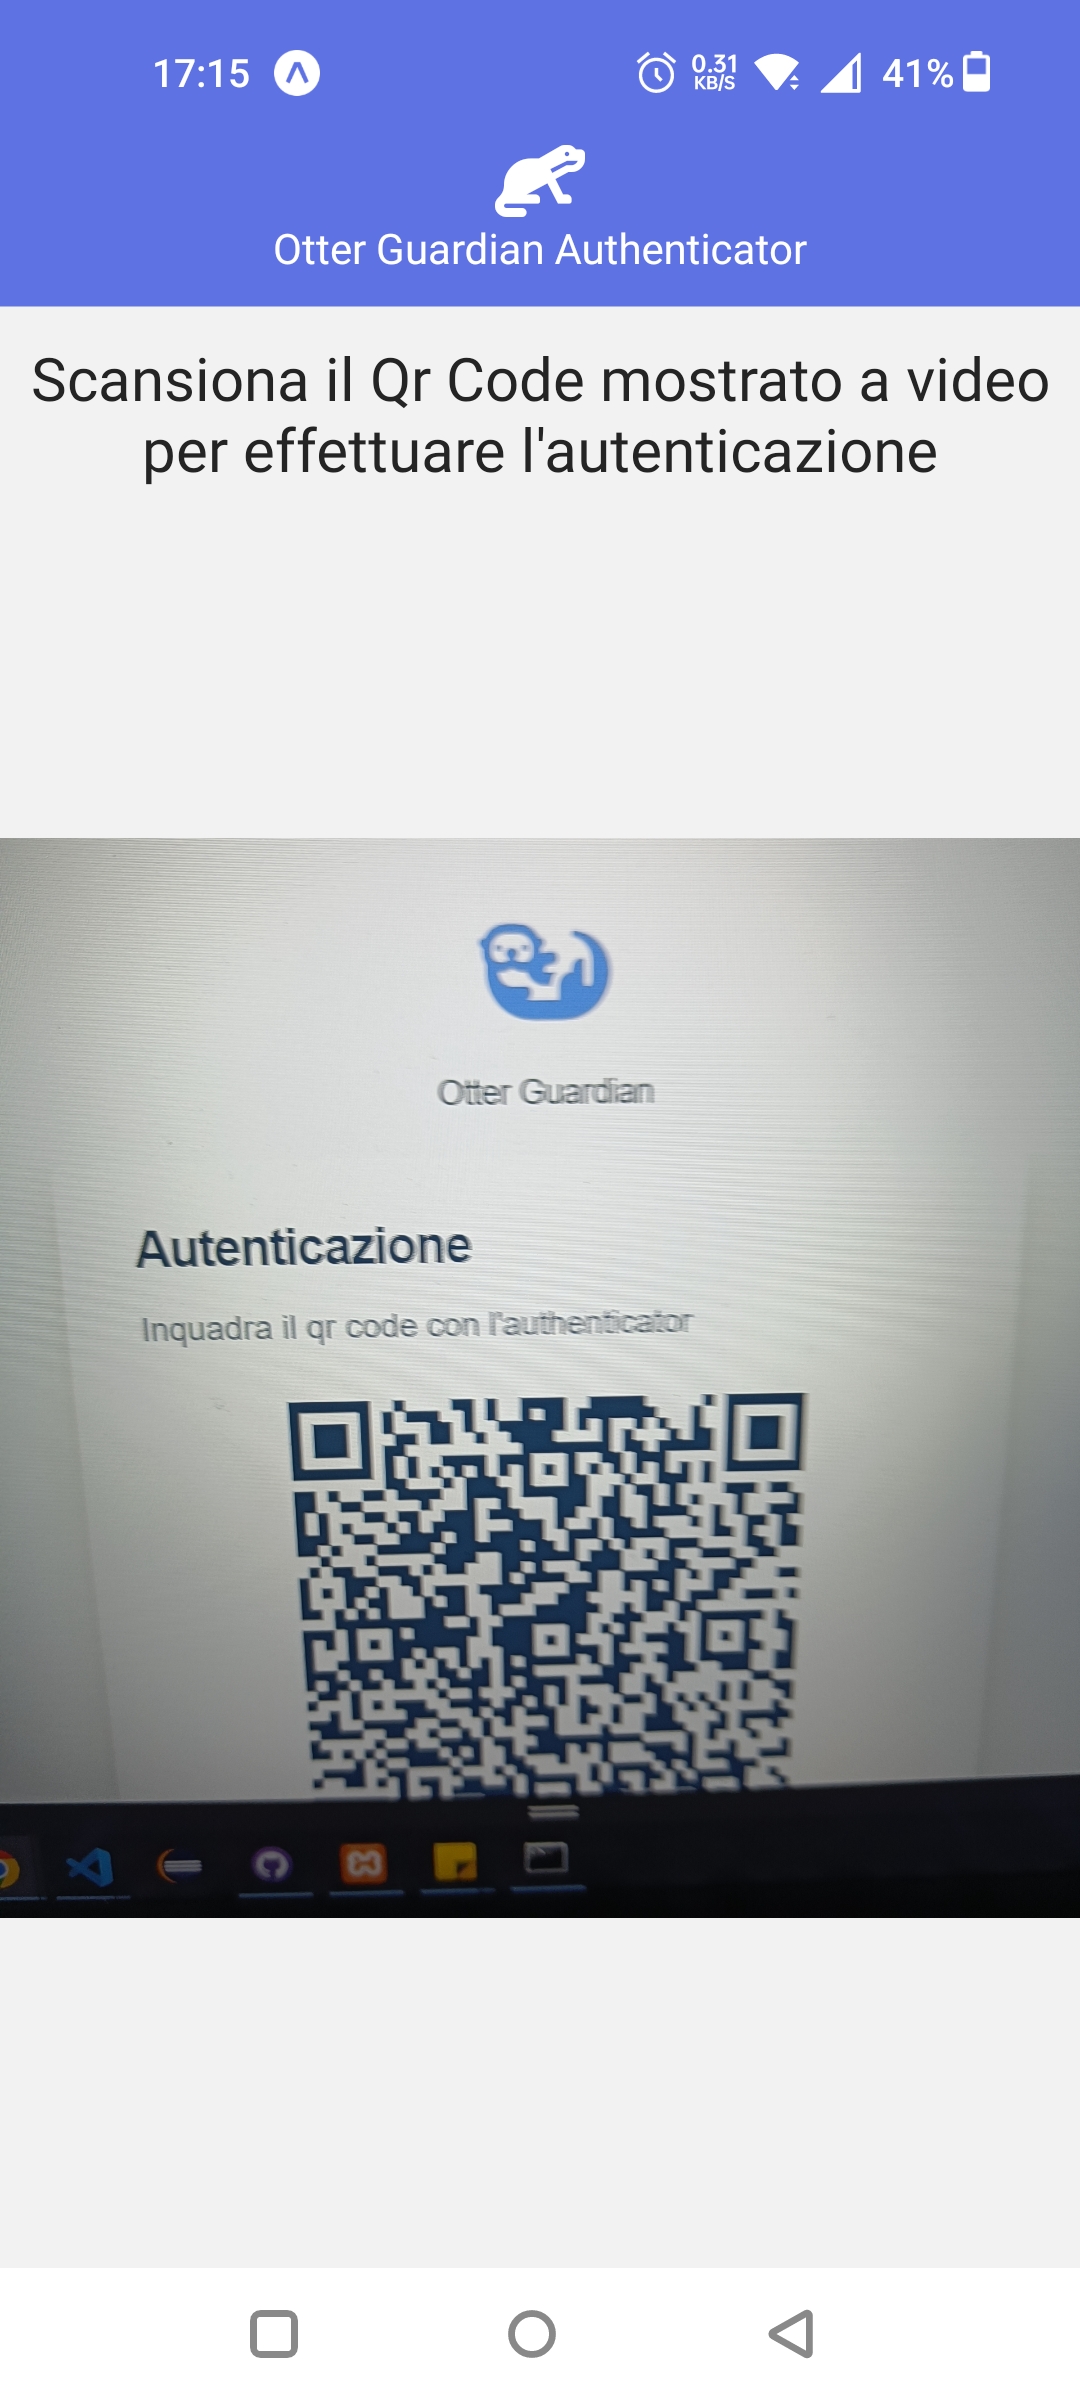 17:15
0.31
KB/S
41%
Otter Guardian Authenticator
Scansiona il Qr Code mostrato a video
per effettuare l'autenticazione
Otter Guardian
Autenticazione
Inquadra il qr code con l'authenticator